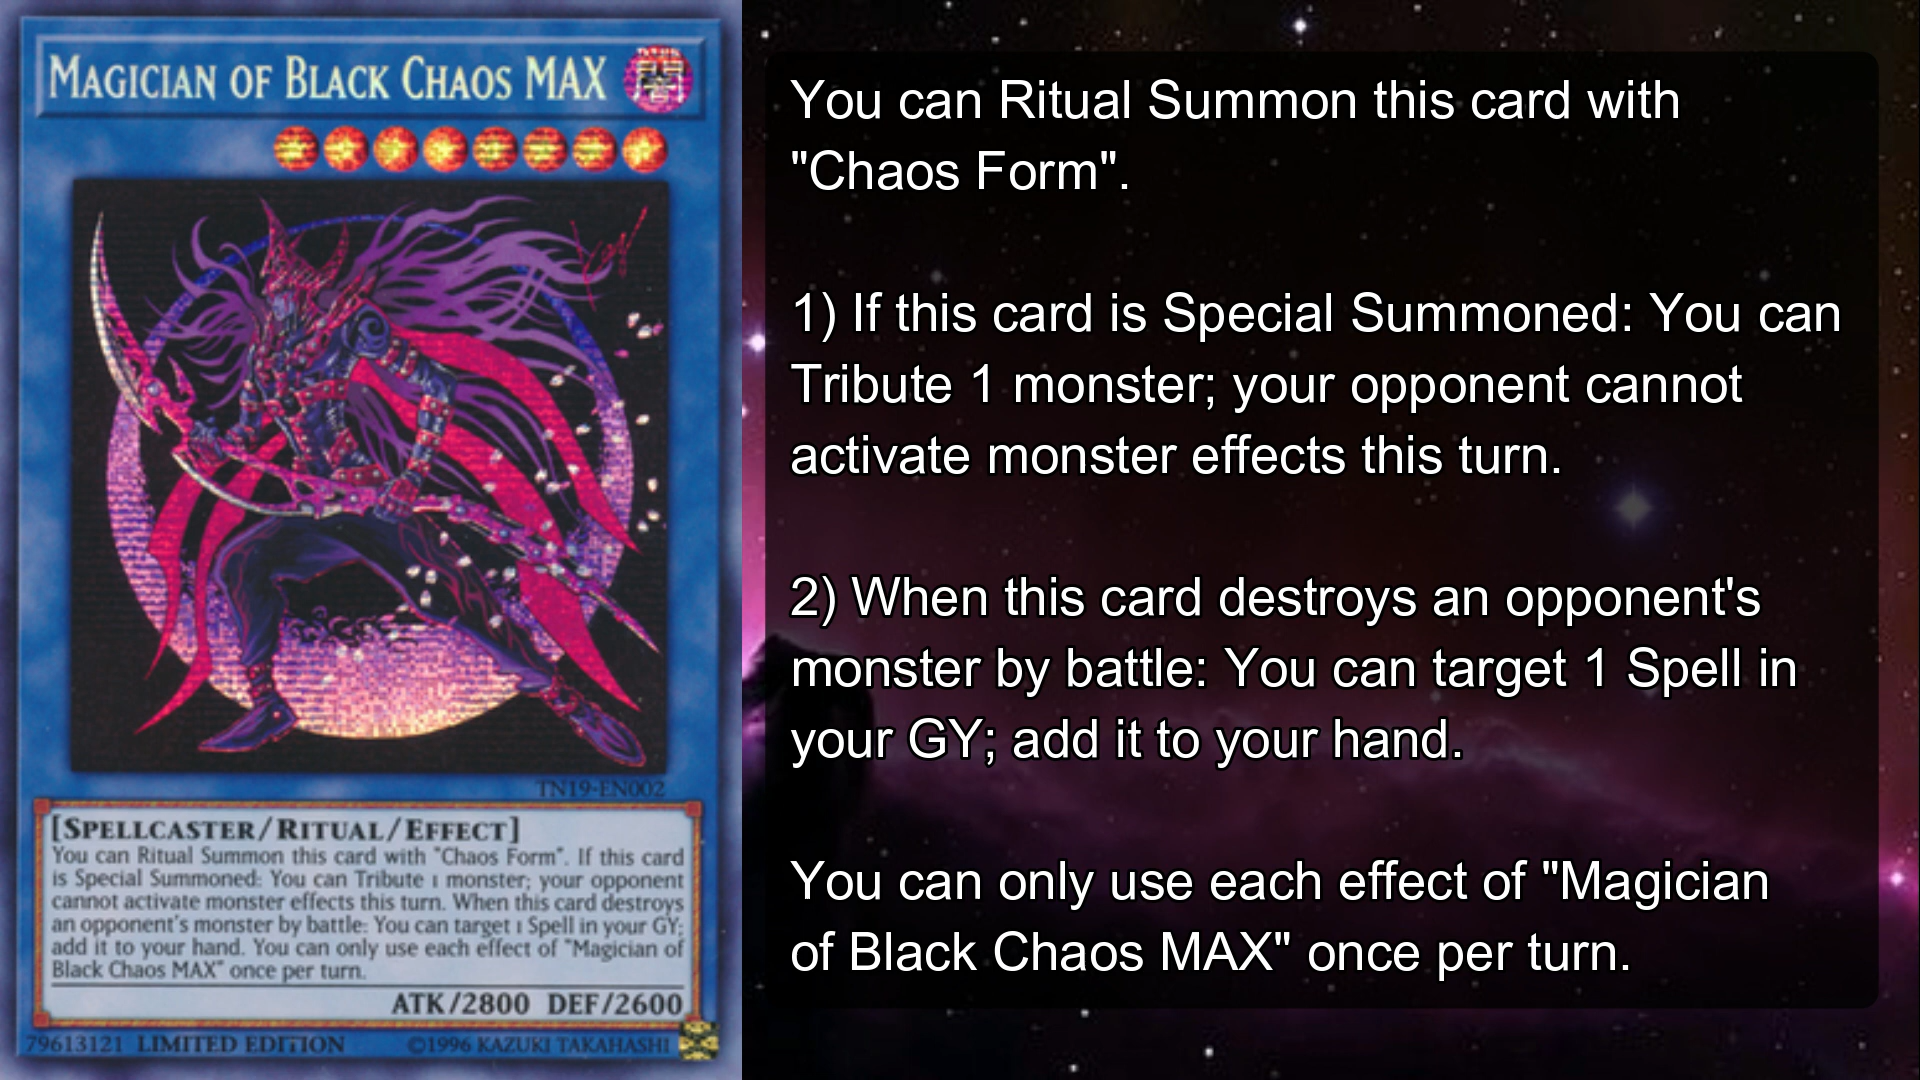 MAGICIAN OF BLACK CHAOS MAX
闇
TN19-EN002
[SPELLCASTER/RITUAL/EFFECT]
You can Ritual Summon this card with "Chaos Form". If this card
is Special Summoned: You can Tribute 1 monster; your opponent
cannot activate monster effects this turn. When this card destroys
an opponent's monster by battle: You can target 1 Spell in your GY;
add it to your hand. You can only use each effect of "Magician of
Black Chaos MAX" once per turn.
ATK/2800 DEF/2600
79613121 LIMITED EDITION ©1996 KAZUKI TAKAHASHI
You can Ritual Summon this card with
"Chaos Form".
1) If this card is Special Summoned: You can
Tribute 1 monster; your opponent cannot
activate monster effects this turn.
2) When this card destroys an opponent's
monster by battle: You can target 1 Spell in
your GY; add it to your hand.
You can only use each effect of "Magician
of Black Chaos MAX" once per turn.